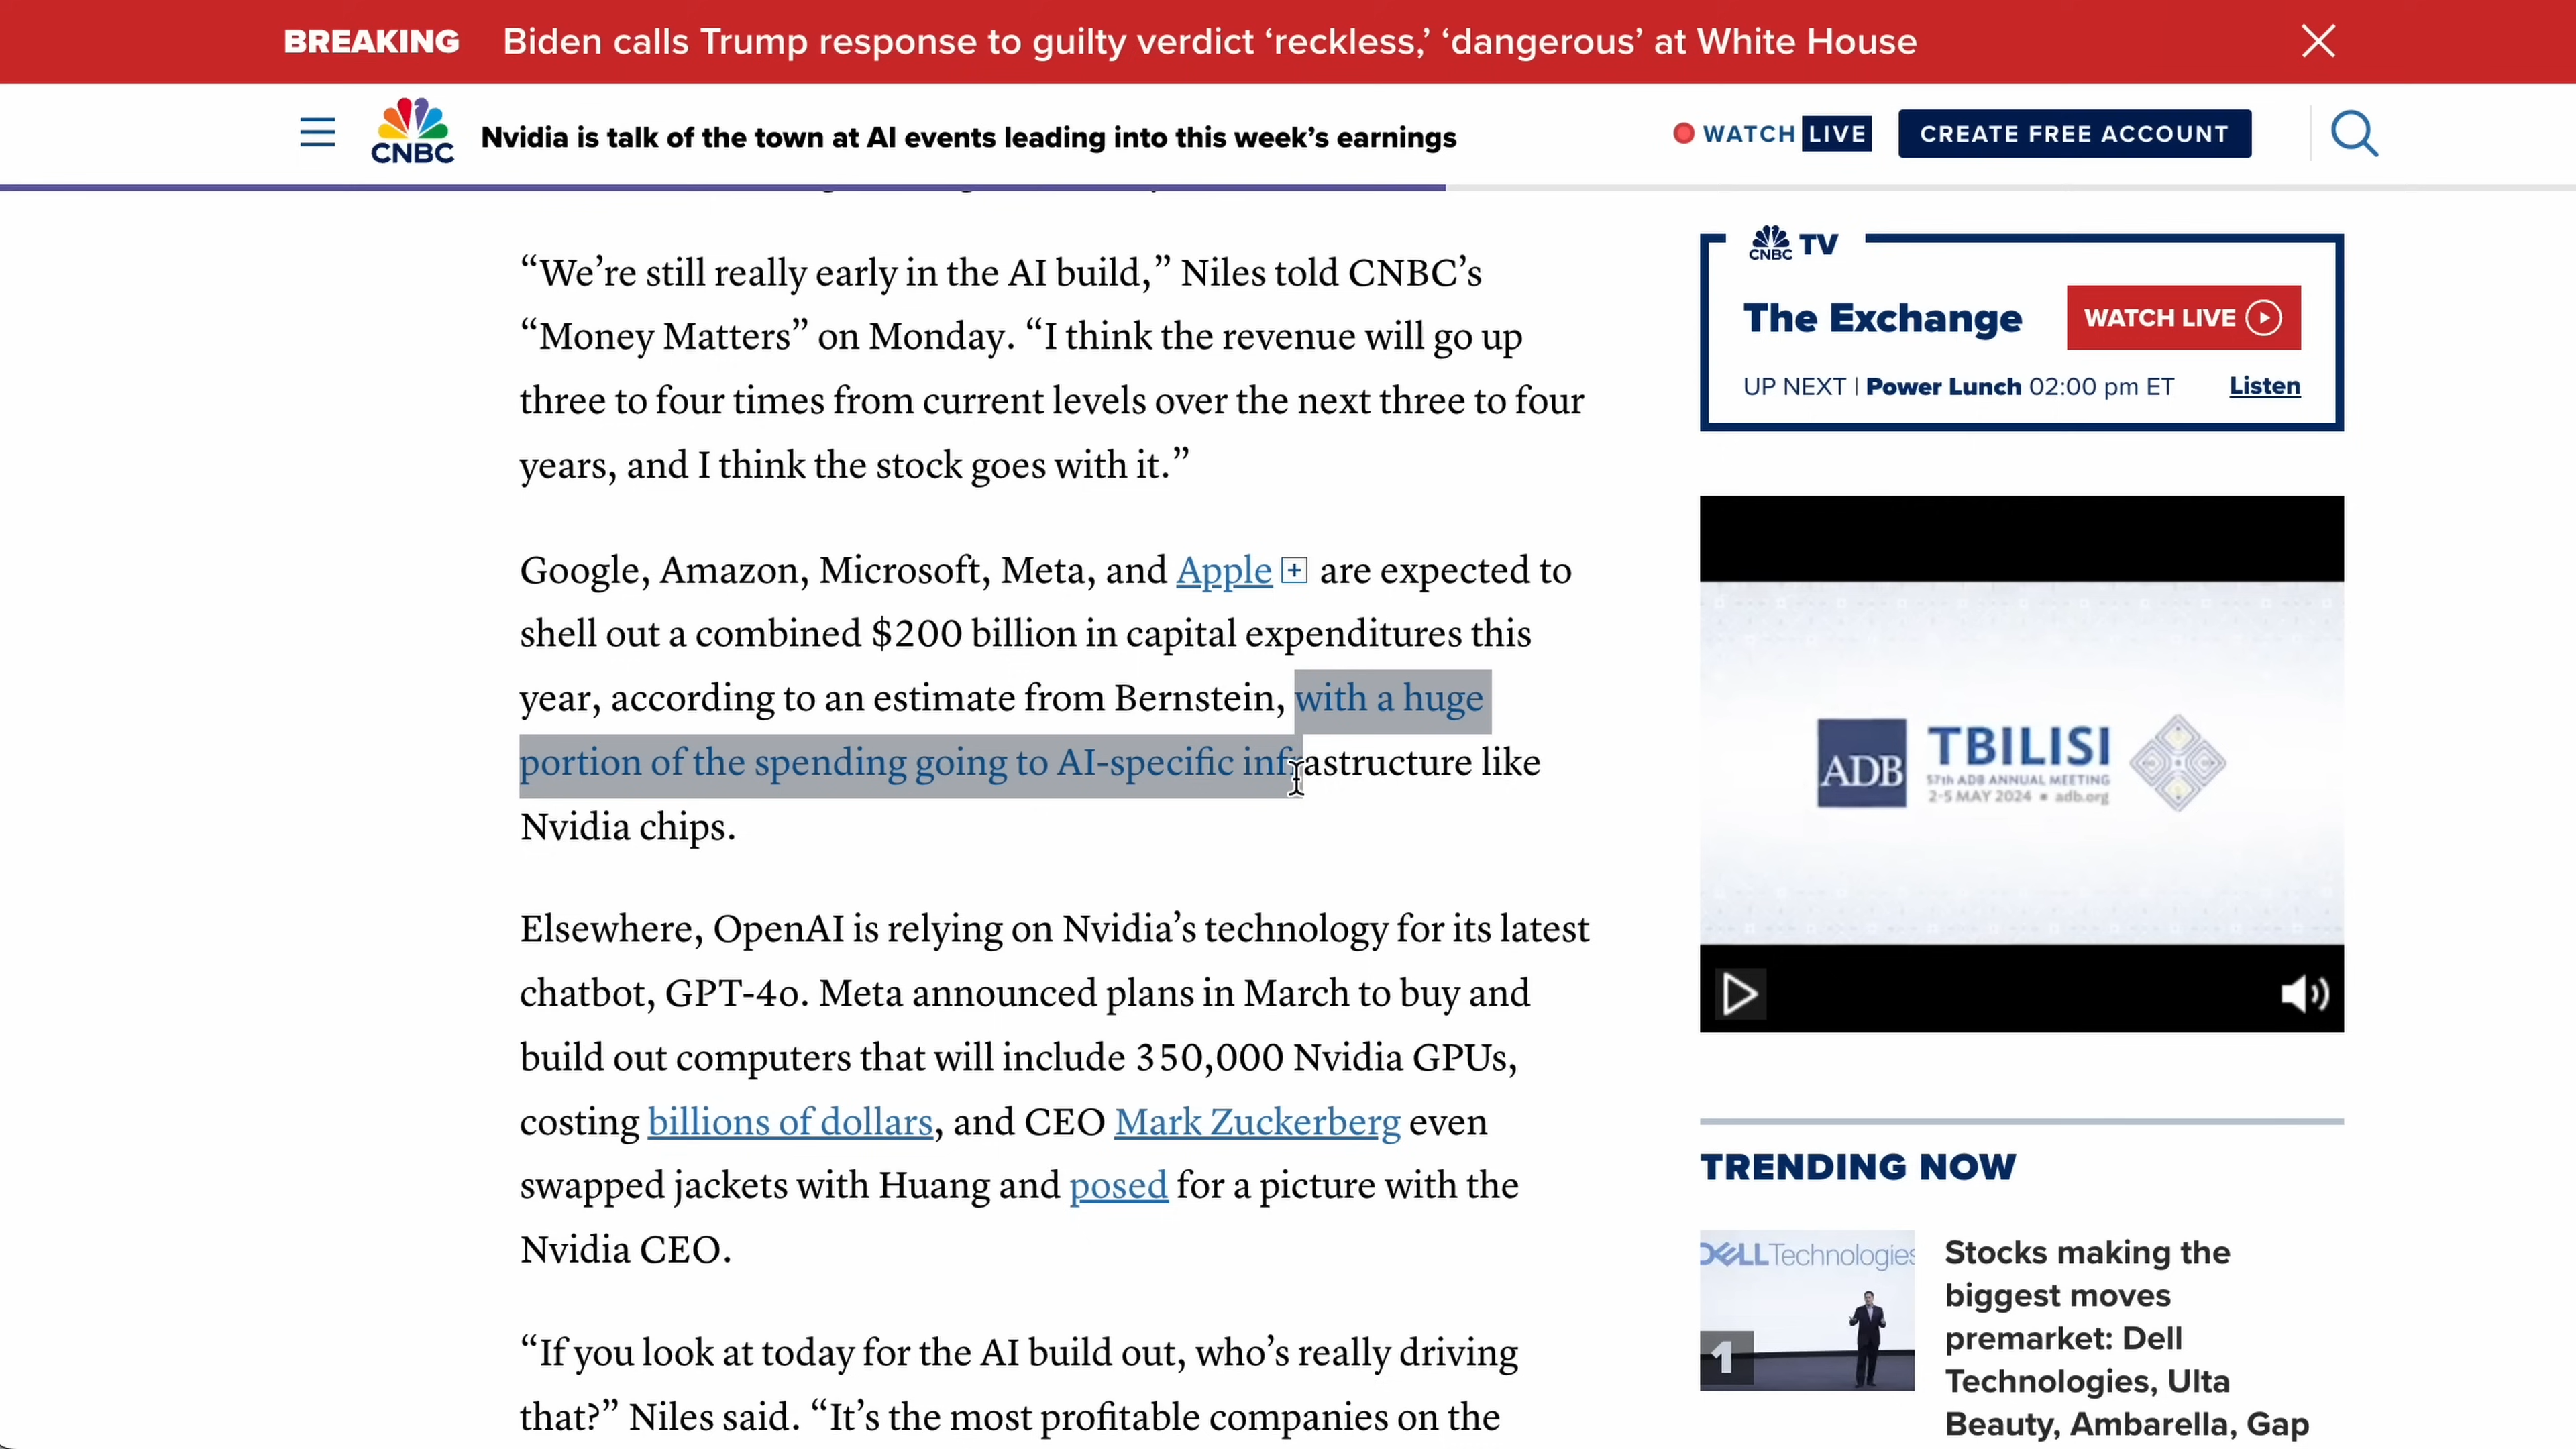 BREAKING Biden calls Trump response to guilty verdict ‘reckless,’ ‘dangerous’ at White House
CNBC
Nvidia is talk of the town at AI events leading into this week’s earnings
WATCH LIVE
CREATE FREE ACCOUNT
“We’re still really early in the AI build,” Niles told CNBC’s
“Money Matters” on Monday. “I think the revenue will go up
three to four times from current levels over the next three to four
years, and I think the stock goes with it.”
Google, Amazon, Microsoft, Meta, and Apple are expected to
shell out a combined $200 billion in capital expenditures this
year, according to an estimate from Bernstein, with a huge
portion of the spending going to AI-specific infrastructure like
Nvidia chips.
Elsewhere, OpenAI is relying on Nvidia’s technology for its latest
chatbot, GPT-4o. Meta announced plans in March to buy and
build out computers that will include 350,000 Nvidia GPUs,
costing billions of dollars, and CEO Mark Zuckerberg even
swapped jackets with Huang and posed for a picture with the
Nvidia CEO.
“If you look at today for the AI build out, who’s really driving
that?” Niles said. “It’s the most profitable companies on the
CNBC TV
The Exchange
WATCH LIVE
UP NEXT | Power Lunch 02:00 pm ET
Listen
ADB
TBILISI
57th ADB ANNUAL MEETING
2-5 MAY 2024 ▪ adb.org
TRENDING NOW
DELL Technologies
1
Stocks making the
biggest moves
premarket: Dell
Technologies, Ulta
Beauty, Ambarella, Gap